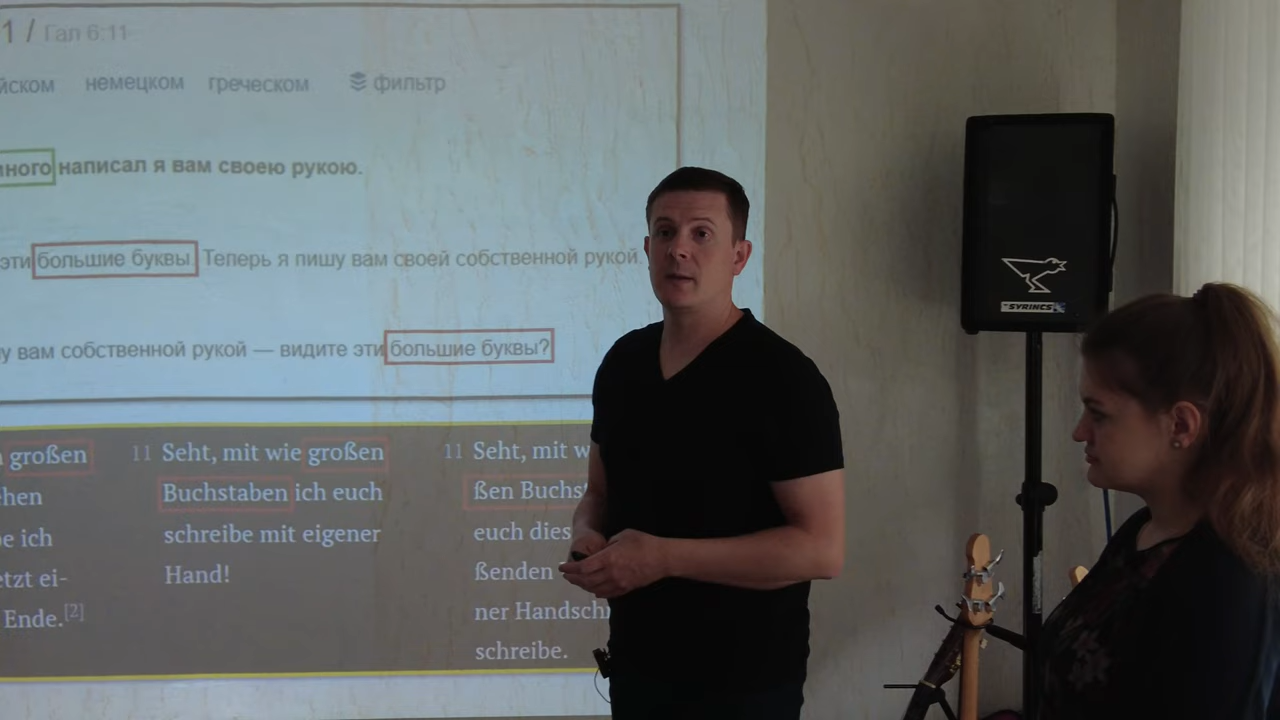 1 / Гал 6:11
йском немецком греческом фильтр
много написал я вам своею рукою.
эти большие буквы. Теперь я пишу вам своей собственной рукой.
у вам собственной рукой — видите эти большие буквы?
großen
hen
e ich
etzt ei-
Ende.[2]
11 Seht, mit wie großen
Buchstaben ich euch
schreibe mit eigener
Hand!
11 Seht, mit w
ßen Buchst
euch dies
ßenden
ner Handsch
schreibe.
SYRINCS